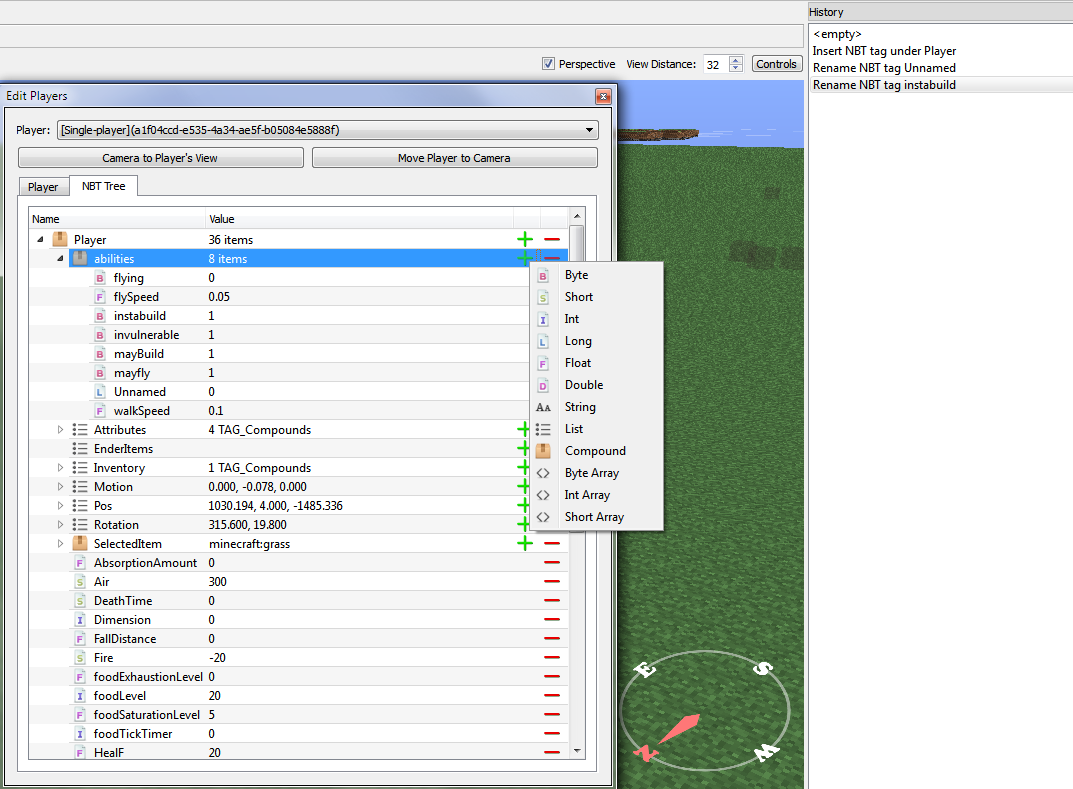 History
<empty>
Insert NBT tag under Player
Rename NBT tag Unnamed
Rename NBT tag instabuild
Perspective View Distance: 32 Controls
Edit Players
Player: [Single-player](a1f04ccd-e535-4a34-ae5f-b05084e5888f)
Camera to Player's View Move Player to Camera
Player NBT Tree
Name Value
Player 36 items
abilities 8 items
B flying 0
F flySpeed 0.05
B instabuild 1
B invulnerable 1
B mayBuild 1
B mayfly 1
L Unnamed 0
F walkSpeed 0.1
Attributes 4 TAG_Compounds
EnderItems
Inventory 1 TAG_Compounds
Motion 0.000, -0.078, 0.000
Pos 1030.194, 4.000, -1485.336
Rotation 315.600, 19.800
SelectedItem minecraft:grass
F AbsorptionAmount 0
S Air 300
S DeathTime 0
I Dimension 0
F FallDistance 0
S Fire -20
F foodExhaustionLevel 0
I foodLevel 20
F foodSaturationLevel 5
I foodTickTimer 0
F HealF 20
B Byte
S Short
I Int
L Long
F Float
D Double
AA String
List
Compound
<> Byte Array
<> Int Array
<> Short Array
E S
N W